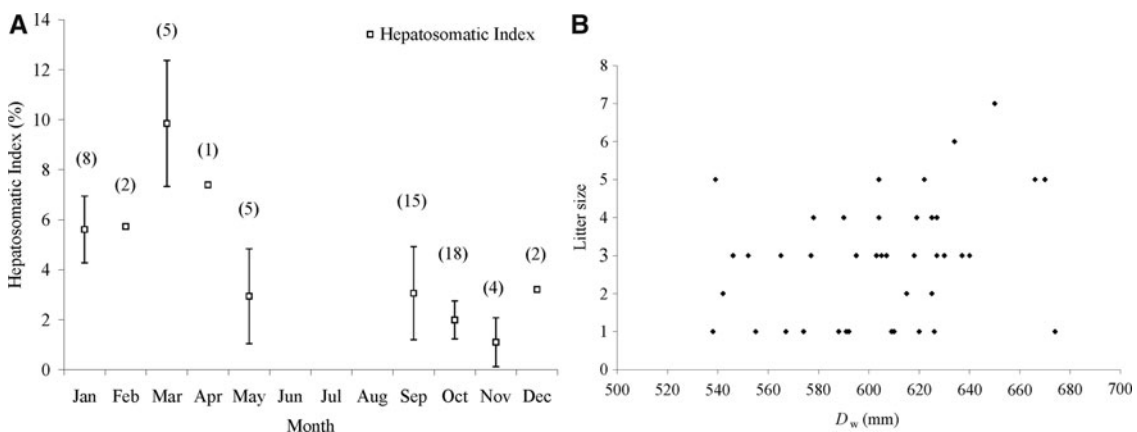 A
14
12
10
8
6
4
2
0
Hepatosomatic Index (%)
Hepatosomatic Index
(8)
(2)
(5)
(1)
(5)
(15)
(18)
(4)
(2)
Jan Feb Mar Apr May Jun Jul Aug Sep Oct Nov Dec
Month
B
8
7
6
5
4
3
2
1
0
Litter size
500 520 540 565 580 600 620 640 660 680 700
D w (mm)